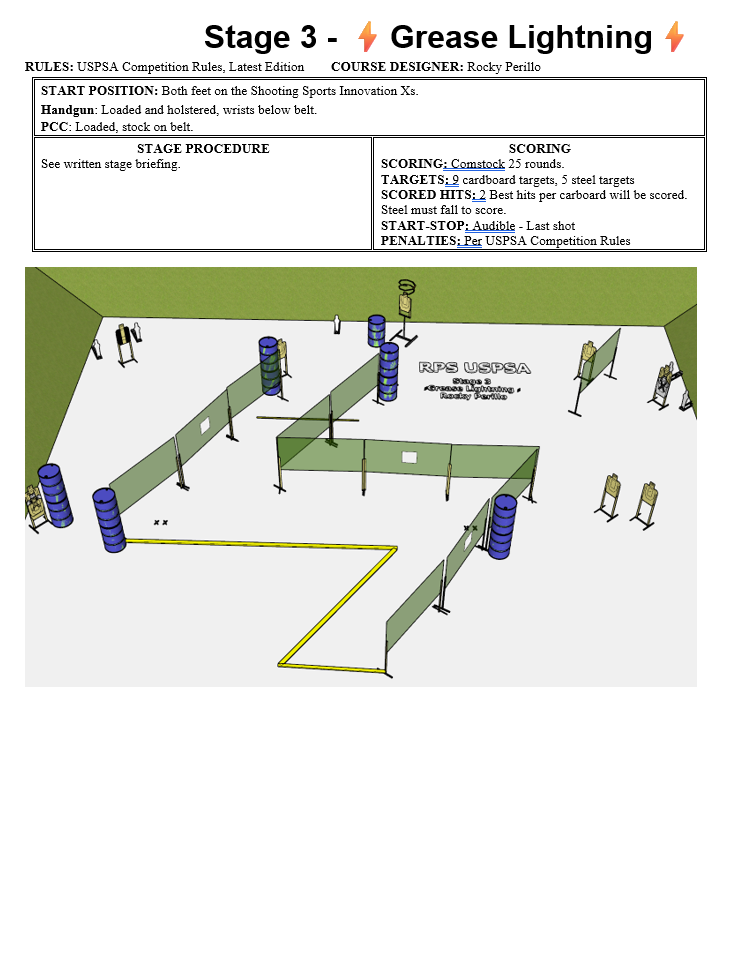 Stage 3 - ⚡ Grease Lightning ⚡
RULES: USPSA Competition Rules, Latest Edition COURSE DESIGNER: Rocky Perillo
START POSITION: Both feet on the Shooting Sports Innovation Xs.
Handgun: Loaded and holstered, wrists below belt.
PCC: Loaded, stock on belt.
STAGE PROCEDURE
See written stage briefing.
SCORING
SCORING: Comstock 25 rounds.
TARGETS: 9 cardboard targets, 5 steel targets
SCORED HITS: 2 Best hits per carboard will be scored.
Steel must fall to score.
START-STOP: Audible - Last shot
PENALTIES: Per USPSA Competition Rules
RPS USPSA
Stage 3
⚡Grease Lightning⚡
Rocky Perillo
x x
x x